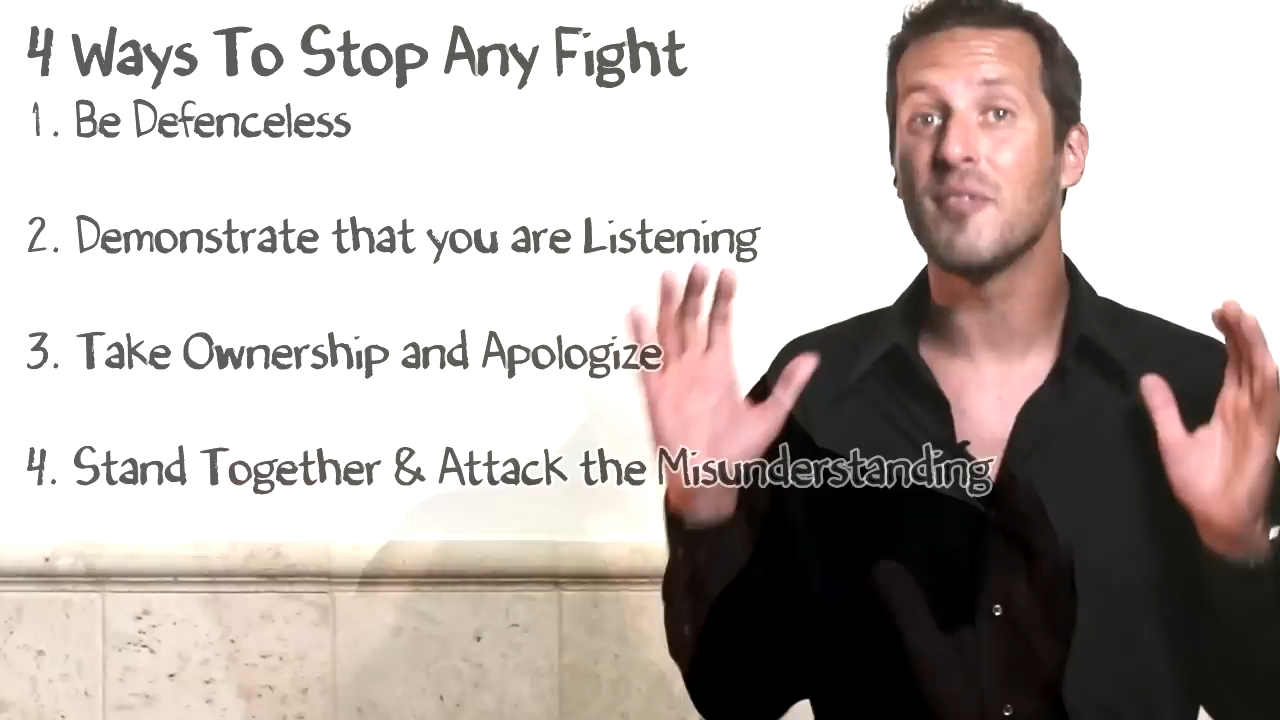 4 Ways To Stop Any Fight
1. Be Defenceless
2. Demonstrate that you are Listening
3. Take Ownership and Apologize
4. Stand Together & Attack the Misunderstanding